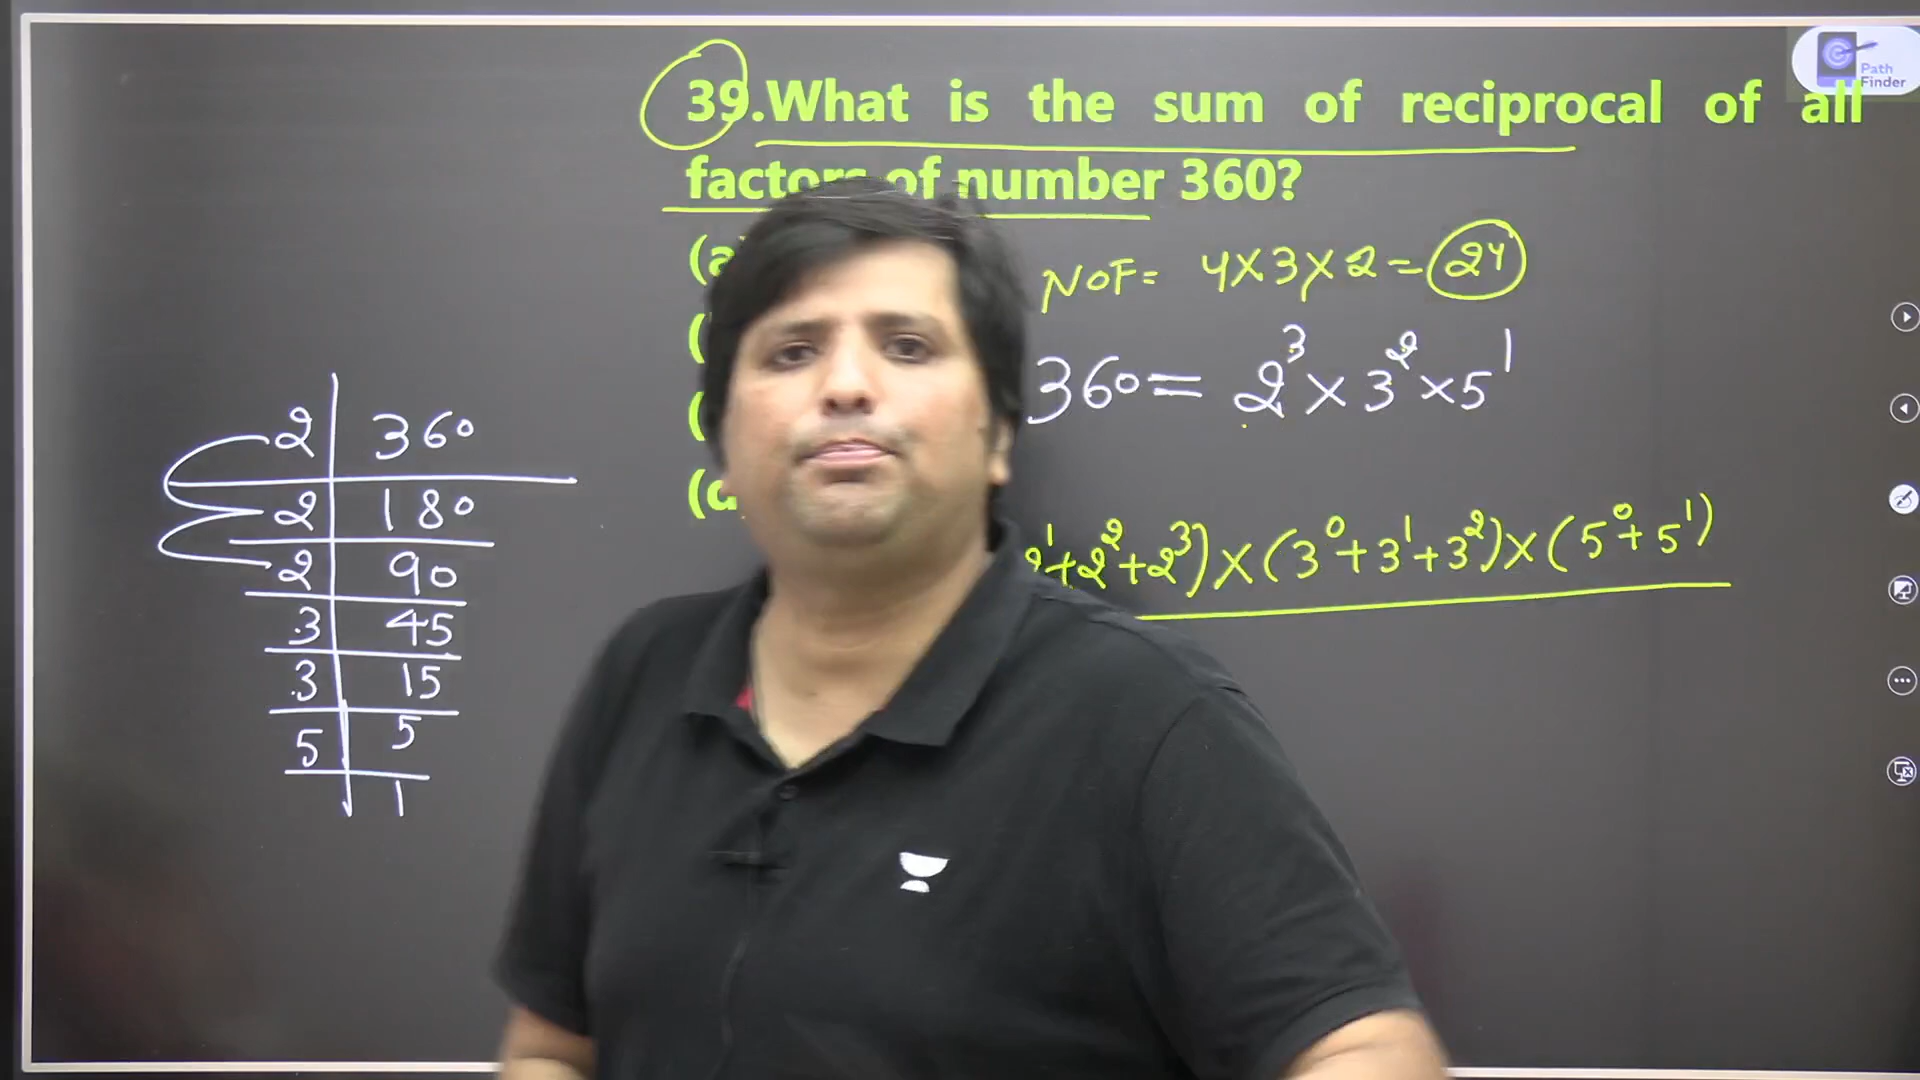 Path
Finder
39.What is the sum of reciprocal of all
factors of number 360?
(a
NOF= 4×3×2=24
360= 2³×3²×5¹
2 360
2 180
2 90
3 45
3 15
5 5
1
2¹+2²+2³)×(3⁰+3¹+3²)×(5⁰+5¹)